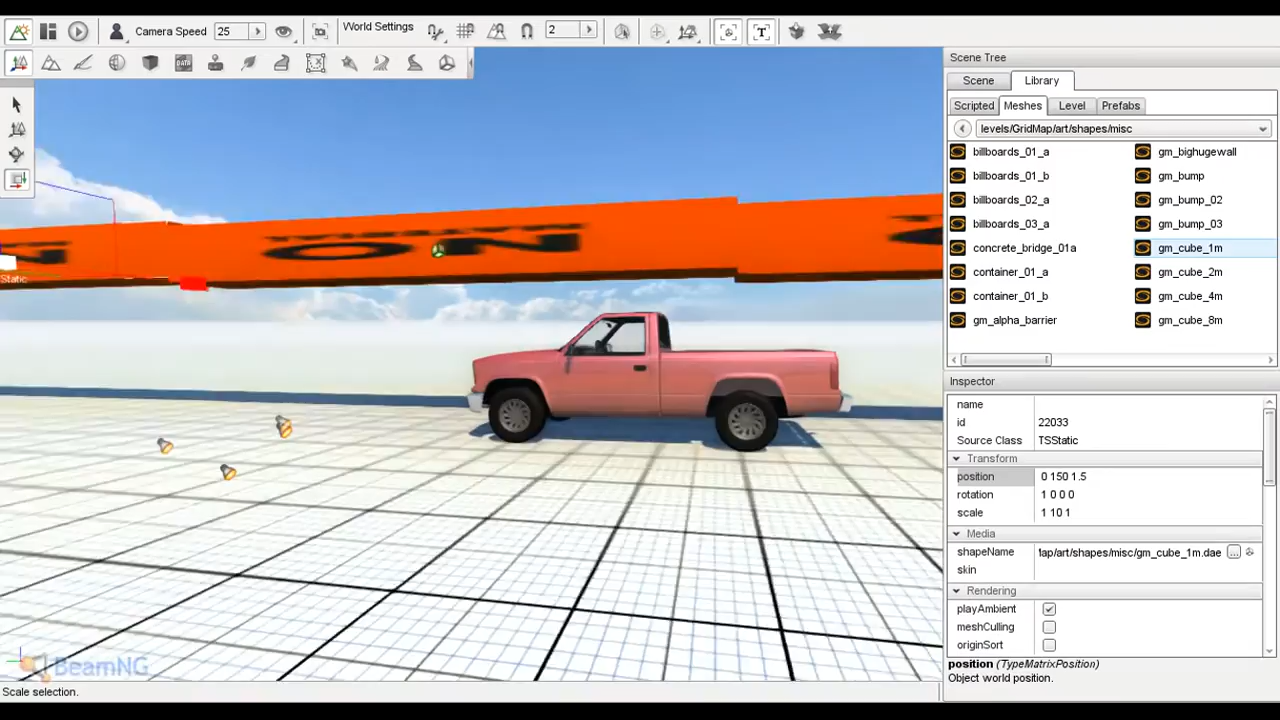 Camera Speed 25 World Settings 2
DATA
Static
NO
BeamNG
Scale selection.
Scene Tree
Scene Library
Scripted Meshes Level Prefabs
levels/GridMap/art/shapes/misc
billboards_01_a gm_bighugewall
billboards_01_b gm_bump
billboards_02_a gm_bump_02
billboards_03_a gm_bump_03
concrete_bridge_01a gm_cube_1m
container_01_a gm_cube_2m
container_01_b gm_cube_4m
gm_alpha_barrier gm_cube_8m
Inspector
name
id 22033
Source Class TSStatic
Transform
position 0 150 1.5
rotation 1 0 0 0
scale 1 10 1
Media
shapeName ap/art/shapes/misc/gm_cube_1m.dae ...
skin
Rendering
playAmbient
meshCulling
originSort
position (TypeMatrixPosition)
Object world position.